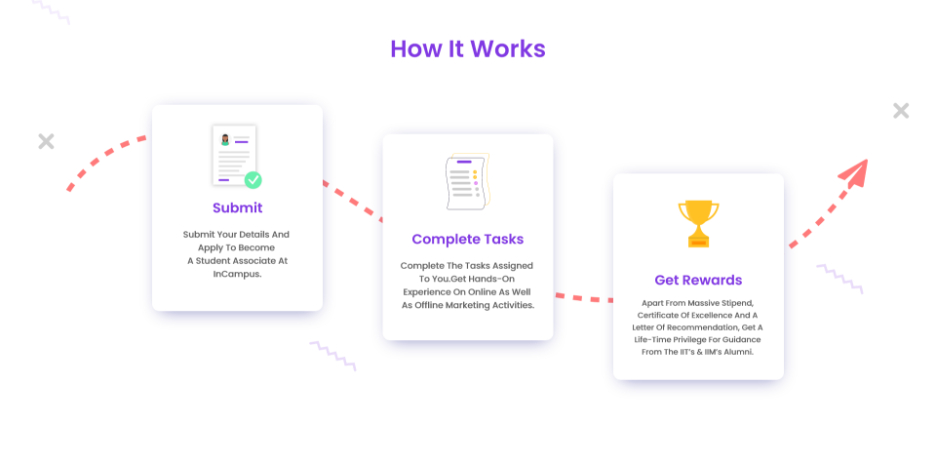 How It Works
Submit
Submit Your Details And
Apply To Become
A Student Associate At
InCampus.
Complete Tasks
Complete The Tasks Assigned
To You.Get Hands-On
Experience On Online As Well
As Offline Marketing Activities.
Get Rewards
Apart From Massive Stipend,
Certificate Of Excellence And A
Letter Of Recommendation, Get A
Life-Time Privilege For Guidance
From The IIT's & IIM's Alumni.